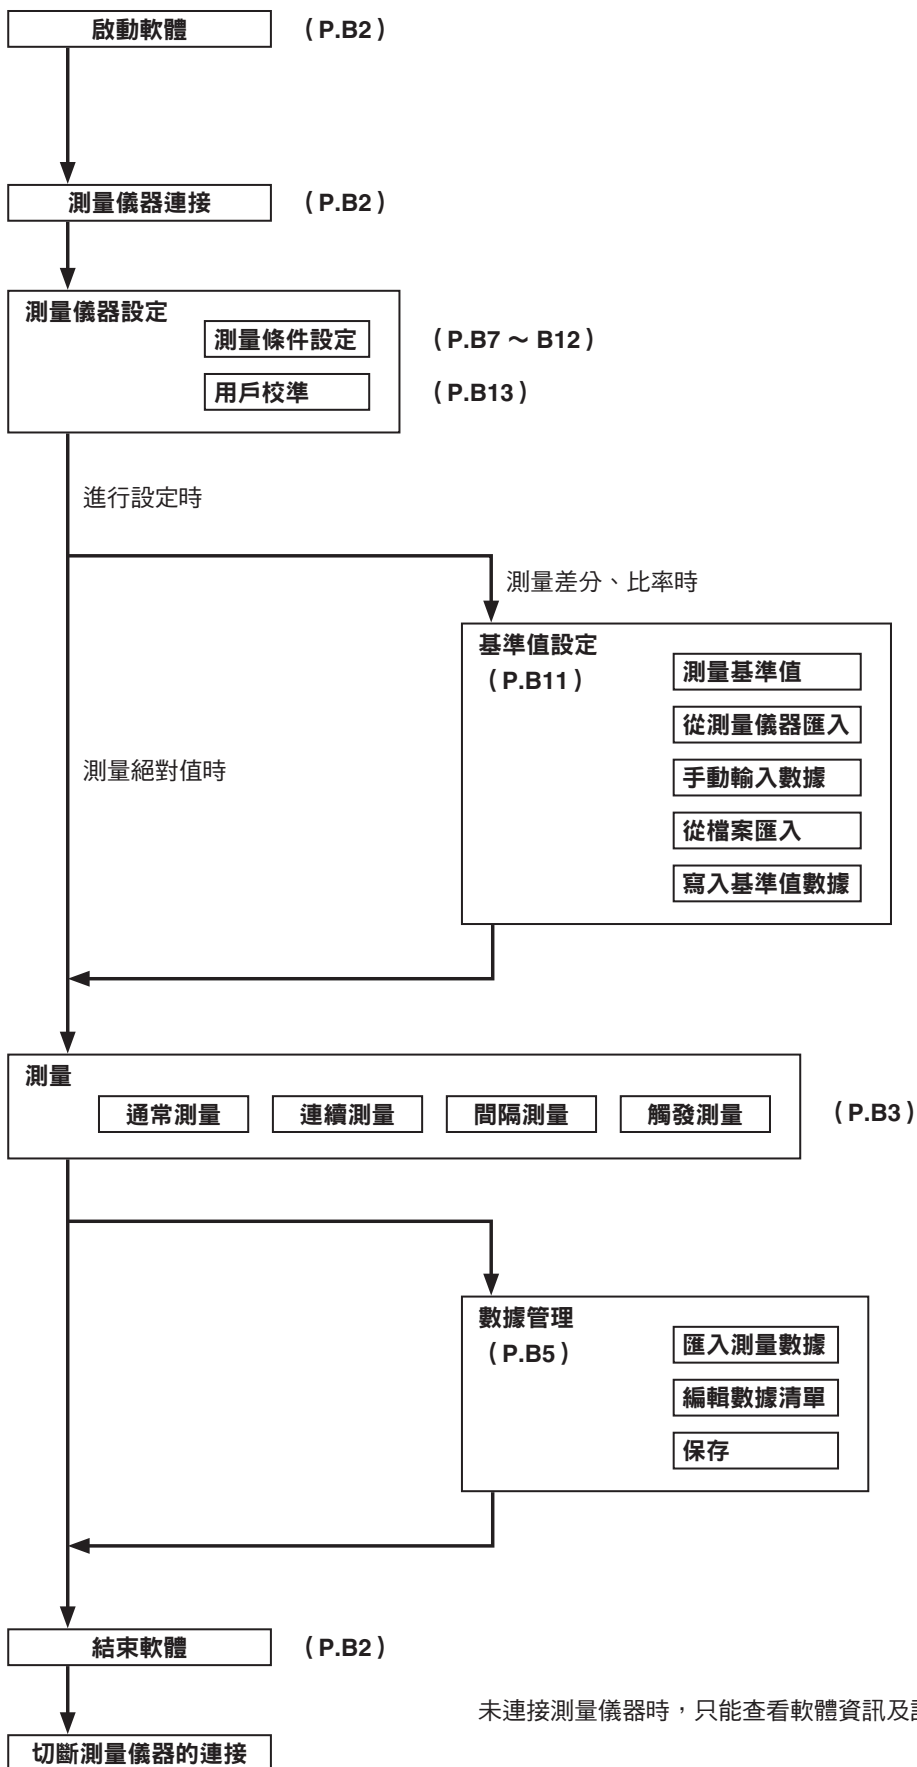 啟動軟體 （P.B2）
測量儀器連接 （P.B2）
測量儀器設定
測量條件設定 （P.B7 ～ B12）
用戶校準 （P.B13）
進行設定時
測量差分、比率時
基準值設定
（P.B11）
測量基準值
從測量儀器匯入
測量絕對值時
手動輸入數據
從檔案匯入
寫入基準值數據
測量
通常測量 連續測量 間隔測量 觸發測量 （P.B3）
數據管理
（P.B5）
匯入測量數據
編輯數據清單
保存
結束軟體 （P.B2）
未連接測量儀器時，只能查看軟體資訊及
切斷測量儀器的連接